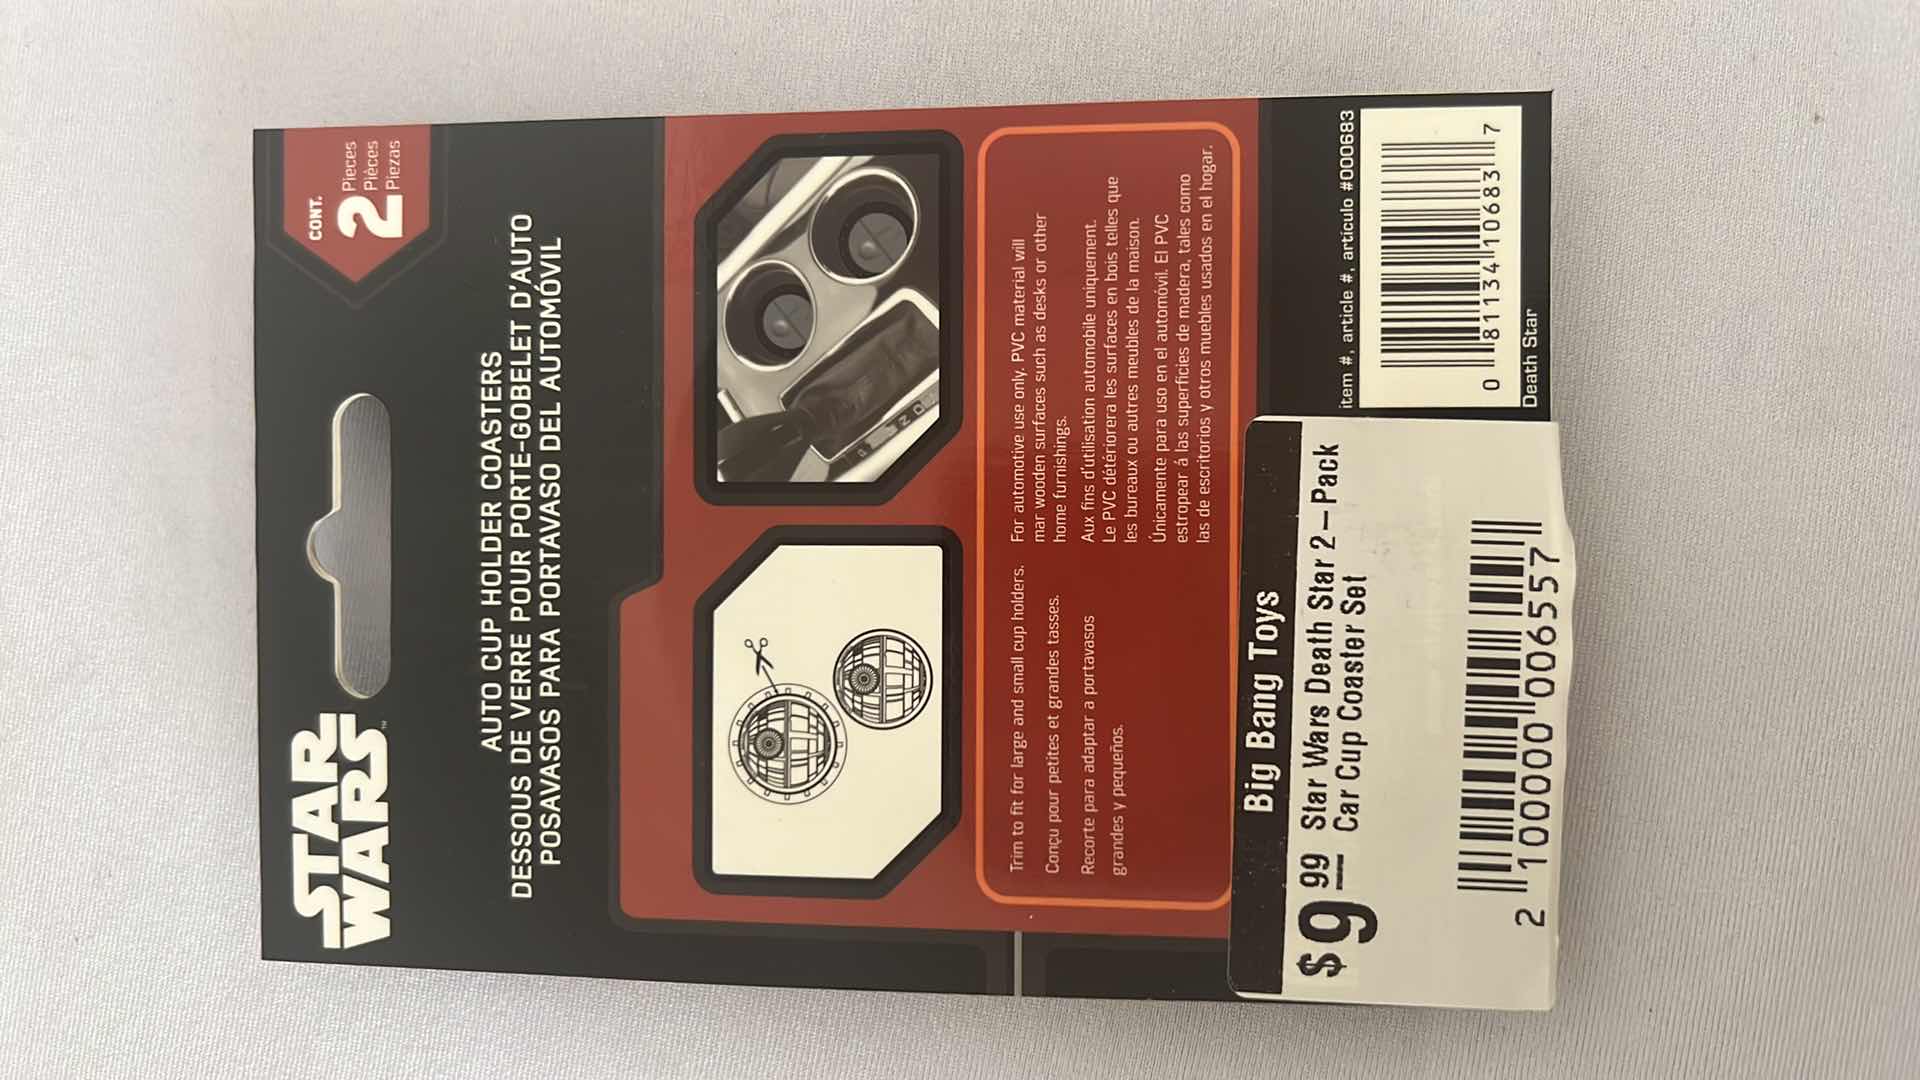 STAR
WARS™
CONT.
2 Pieces
Pièces
Piezas
AUTO CUP HOLDER COASTERS
DESSOUS DE VERRE POUR PORTE-GOBELET D'AUTO
POSAVASOS PARA PORTAVASO DEL AUTOMÓVIL
Trim to fit for large and small cup holders.
Conçu pour petites et grandes tasses.
Recorte para adaptar a portavasos
grandes y pequeños.
For automotive use only. PVC material will
mar wooden surfaces such as desks or other
home furnishings.
Aux fins d'utilisation automobile uniquement.
Le PVC détériorera les surfaces en bois telles que
les bureaux ou autres meubles de la maison.
Únicamente para uso en el automóvil. El PVC
estropear á las superficies de madera, tales como
las de escritorios y otros muebles usados en el hogar.
Big Bang Toys
$9.99 Star Wars Death Star 2-Pack
Car Cup Coaster Set
2 100000 006557
item #, article #, artículo #000683
0 81134 10683 7
Death Star